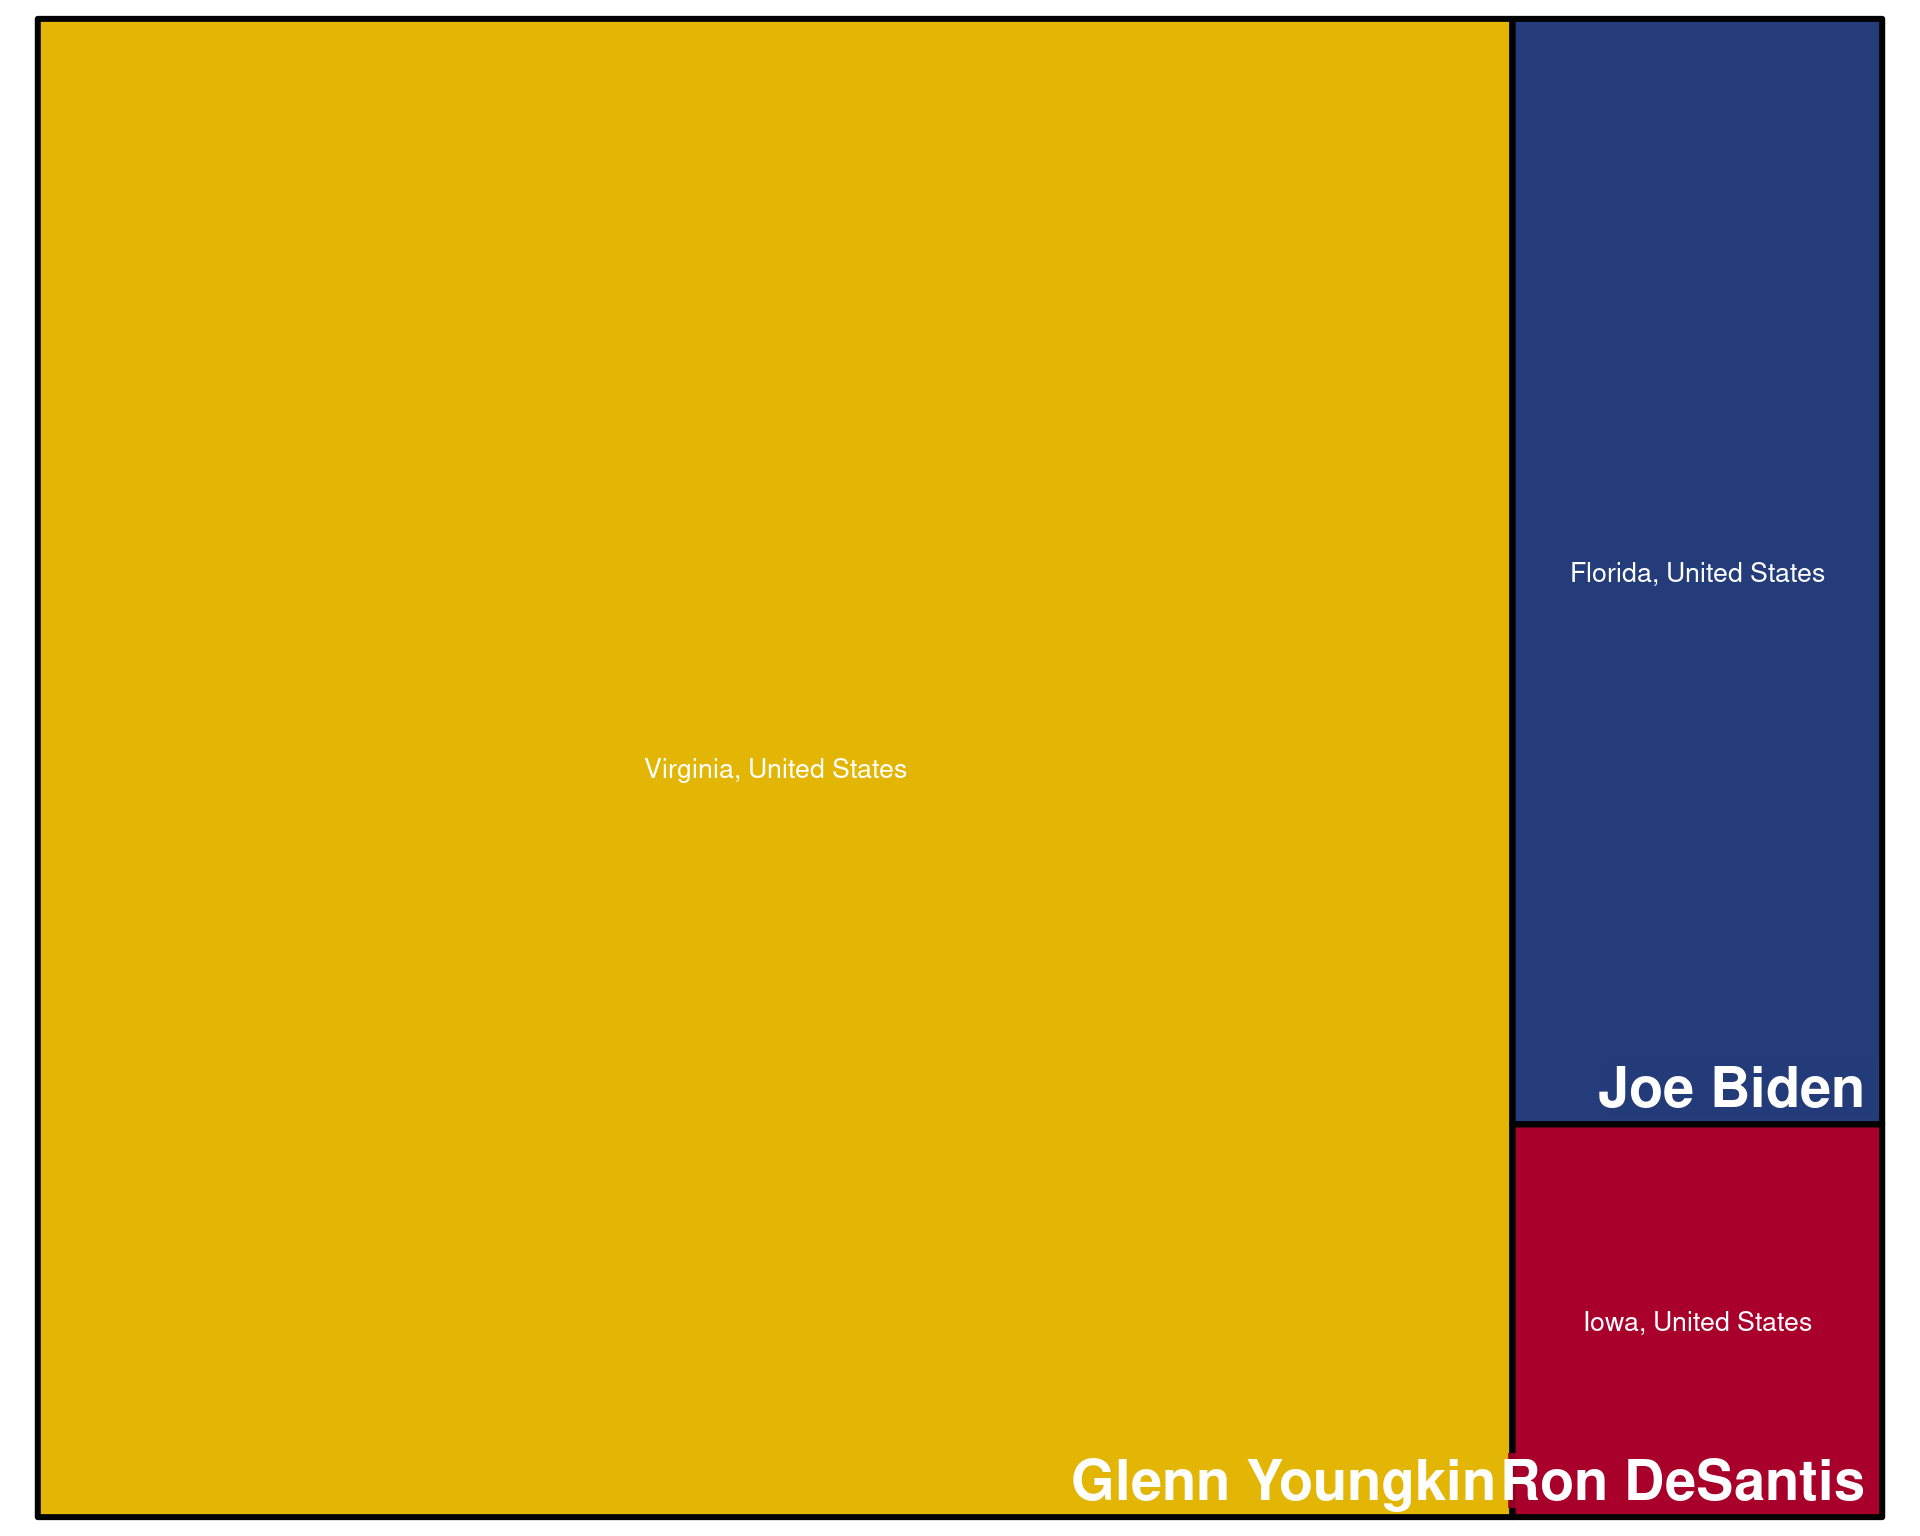 Florida, United States
Virginia, United States
Joe Biden
Iowa, United States
Glenn Youngkin
Ron DeSantis